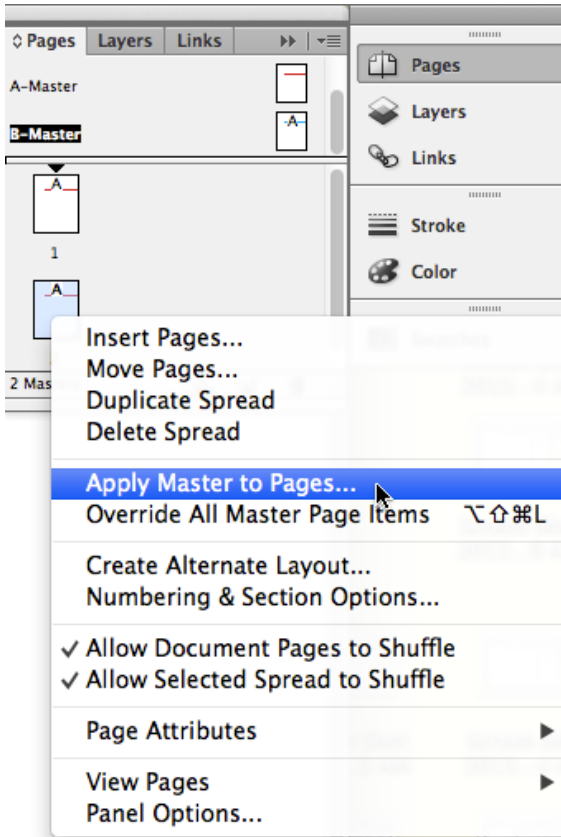 Pages Layers Links
A-Master
B-Master
A
A
1
A
2 Mas
Pages
Layers
Links
Stroke
Color
Insert Pages...
Move Pages...
Duplicate Spread
Delete Spread
Apply Master to Pages...
Override All Master Page Items ⌥⇧⌘L
Create Alternate Layout...
Numbering & Section Options...
✓ Allow Document Pages to Shuffle
✓ Allow Selected Spread to Shuffle
Page Attributes
View Pages
Panel Options...